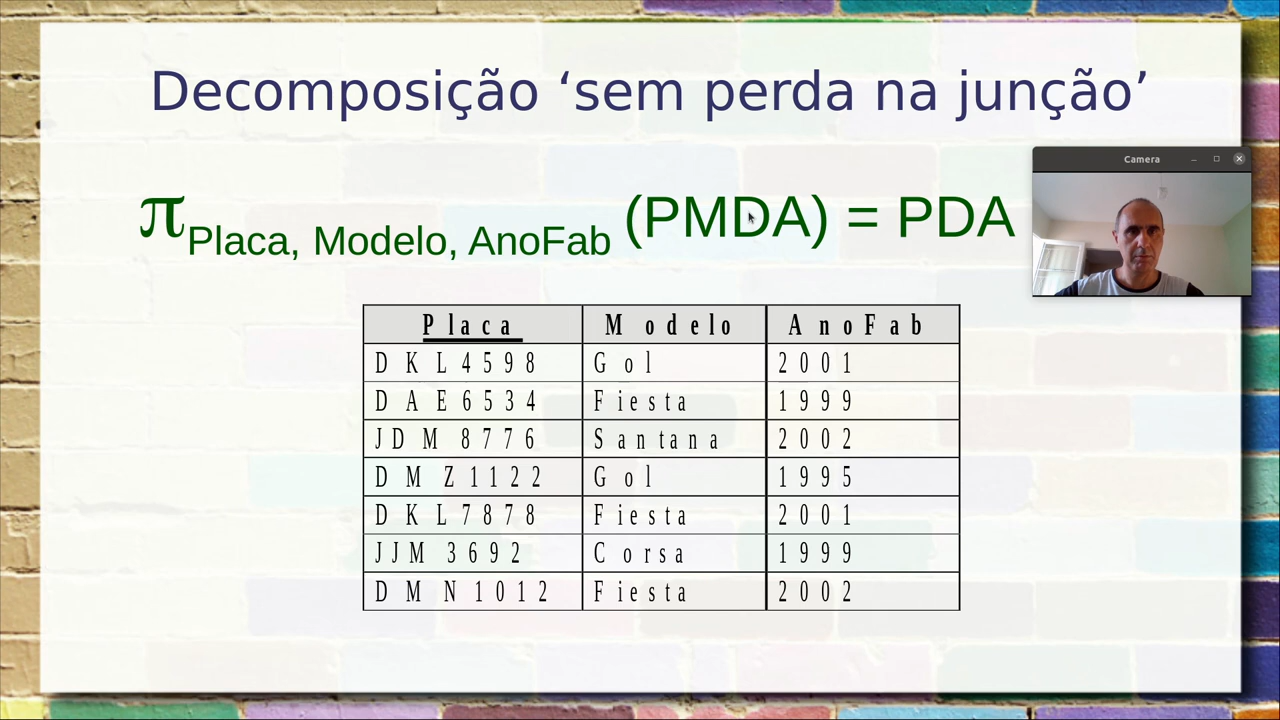 Decomposição ‘sem perda na junção’
π Placa, Modelo, AnoFab (PMDA) = PDA
Camera
Placa Modelo AnoFab
DKL4598 Gol 2001
DAE6534 Fiesta 1999
JDM8776 Santana 2002
DMZ1122 Gol 1995
DKL7878 Fiesta 2001
JJM3692 Corsa 1999
DMN1012 Fiesta 2002